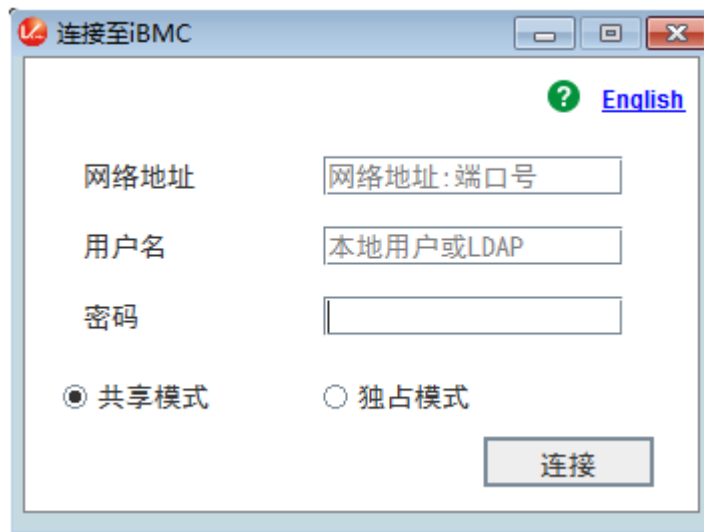 连接至iBMC
English
网络地址 网络地址:端口号
用户名 本地用户或LDAP
密码
共享模式 独占模式
连接